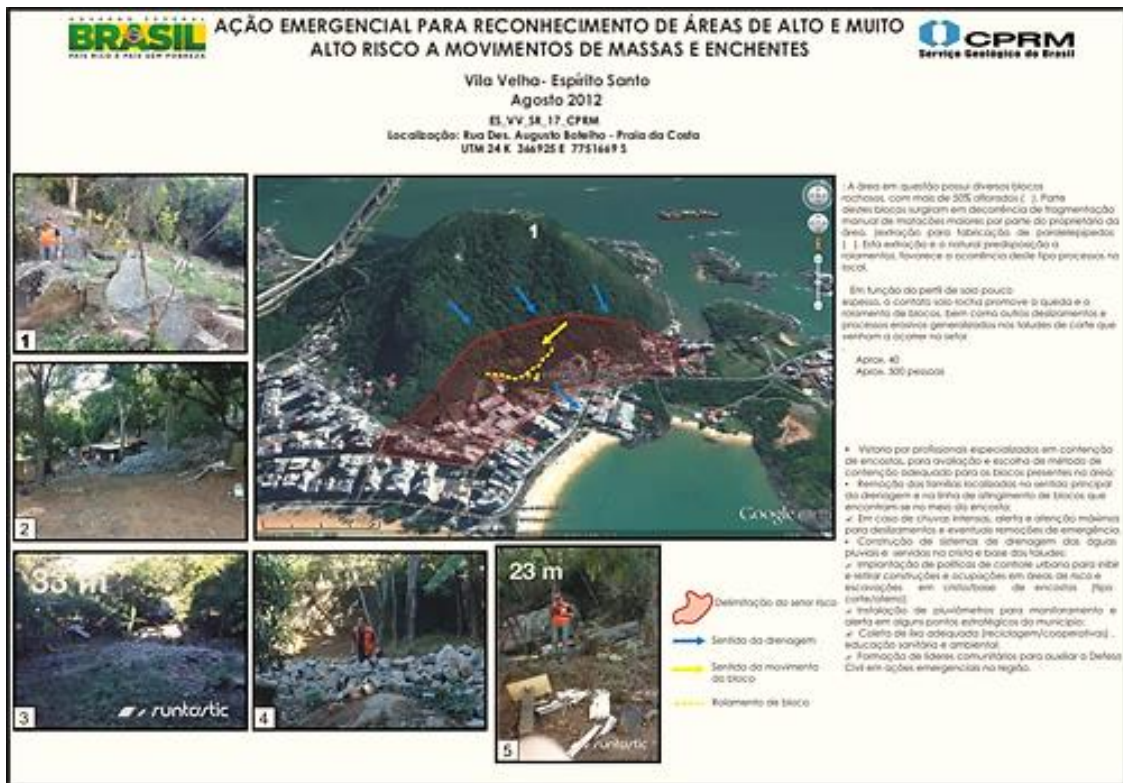 GOVERNO FEDERAL
BRASIL
PAÍS RICO É PAÍS SEM POBREZA
AÇÃO EMERGENCIAL PARA RECONHECIMENTO DE ÁREAS DE ALTO E MUITO
ALTO RISCO A MOVIMENTOS DE MASSAS E ENCHENTES
CPRM
Serviço Geológico do Brasil
Vila Velha- Espírito Santo
Agosto 2012
ES_VV_SR_17_CPRM
Localização: Rua Des. Augusto Botelho - Praia da Costa
UTM 24 K 366925 E 7751669 S
1
2
33 m
runtastic
3
4
23 m
runtastic
5
1
Google
: A área em questão possui diversos blocos
rochosos, com mais de 50% aflorados ( ). Parte
destes blocos surgiram em decorrência de fragmentação
manual de matacões maiores por parte do proprietário da
área, (extração para fabricação de paralelepípedos
( ). Esta extração e a natural predisposição a
rolamentos, favorece a ocorrência deste tipo processos no
local.
Em função do perfil de solo pouco
espesso, o contato solo rocha promove a queda e o
rolamento de blocos, bem como outros deslizamentos e
processos erosivos generalizados nos taludes de corte que
venham a ocorrer no setor
Aprox. 40
Aprox. 500 pessoas
• Vistoria por profissionais especializados em contenção
de encostas, para avaliação e escolha de método de
contenção adequado para os blocos presentes na área;
• Remoção das famílias localizadas no sentido principal
da drenagem e na linha de atingimento de blocos que
encontram-se no meio da encosta;
✓ Em caso de chuvas intensas, alerta e atenção máximos
para deslizamentos e eventuais remoções de emergência.
• Construção de sistemas de drenagem das águas
pluviais e servidas na crista e base dos taludes;
✓ Implantação de políticas de controle urbano para inibir
e retirar construções e ocupações em áreas de risco e
escavações em crista/base de encostas (tipo
corte/aterro);
✓ Instalação de pluviômetros para monitoramento e
alerta em alguns pontos estratégicos do município;
✓ Coleta de lixo adequada (reciclagem/cooperativas) ,
educação sanitária e ambiental.
✓ Formação de líderes comunitários para auxiliar a Defesa
Civil em ações emergenciais na região.
Delimitação do setor risco
Sentido da drenagem
Sentido do movimento
do bloco
Rolamento de bloco